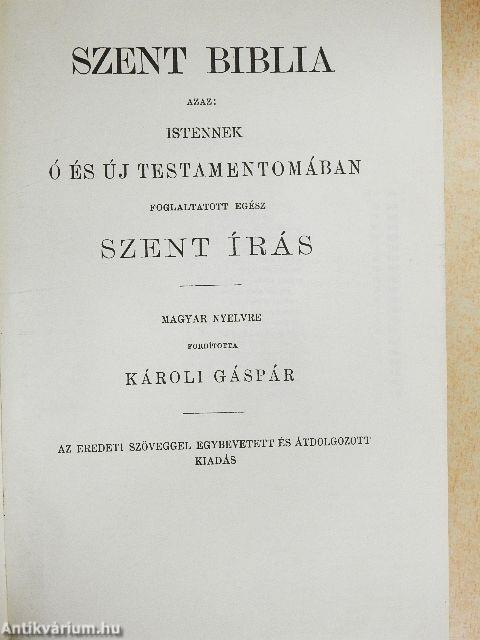 SZENT BIBLIA
AZAZ:
ISTENNEK
Ó ÉS ÚJ TESTAMENTOMÁBAN
FOGLALTATOTT EGÉSZ
SZENT ÍRÁS
MAGYAR NYELVRE
FORDÍTOTTA
KÁROLI GÁSPÁR
AZ EREDETI SZÖVEGGEL EGYBEVETETT ÉS ÁTDOLGOZOTT
KIADÁS
Antikvárium.hu